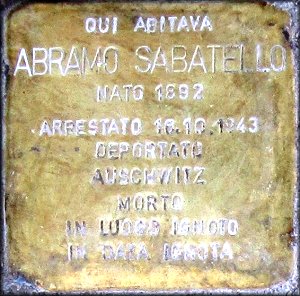 QUI ABITAVA
ABRAMO SABATELLO
NATO 1892
ARRESTATO 16.10.1943
DEPORTATO
AUSCHWITZ
MORTO
IN LUOGO IGNOTO
IN DATA IGNOTA